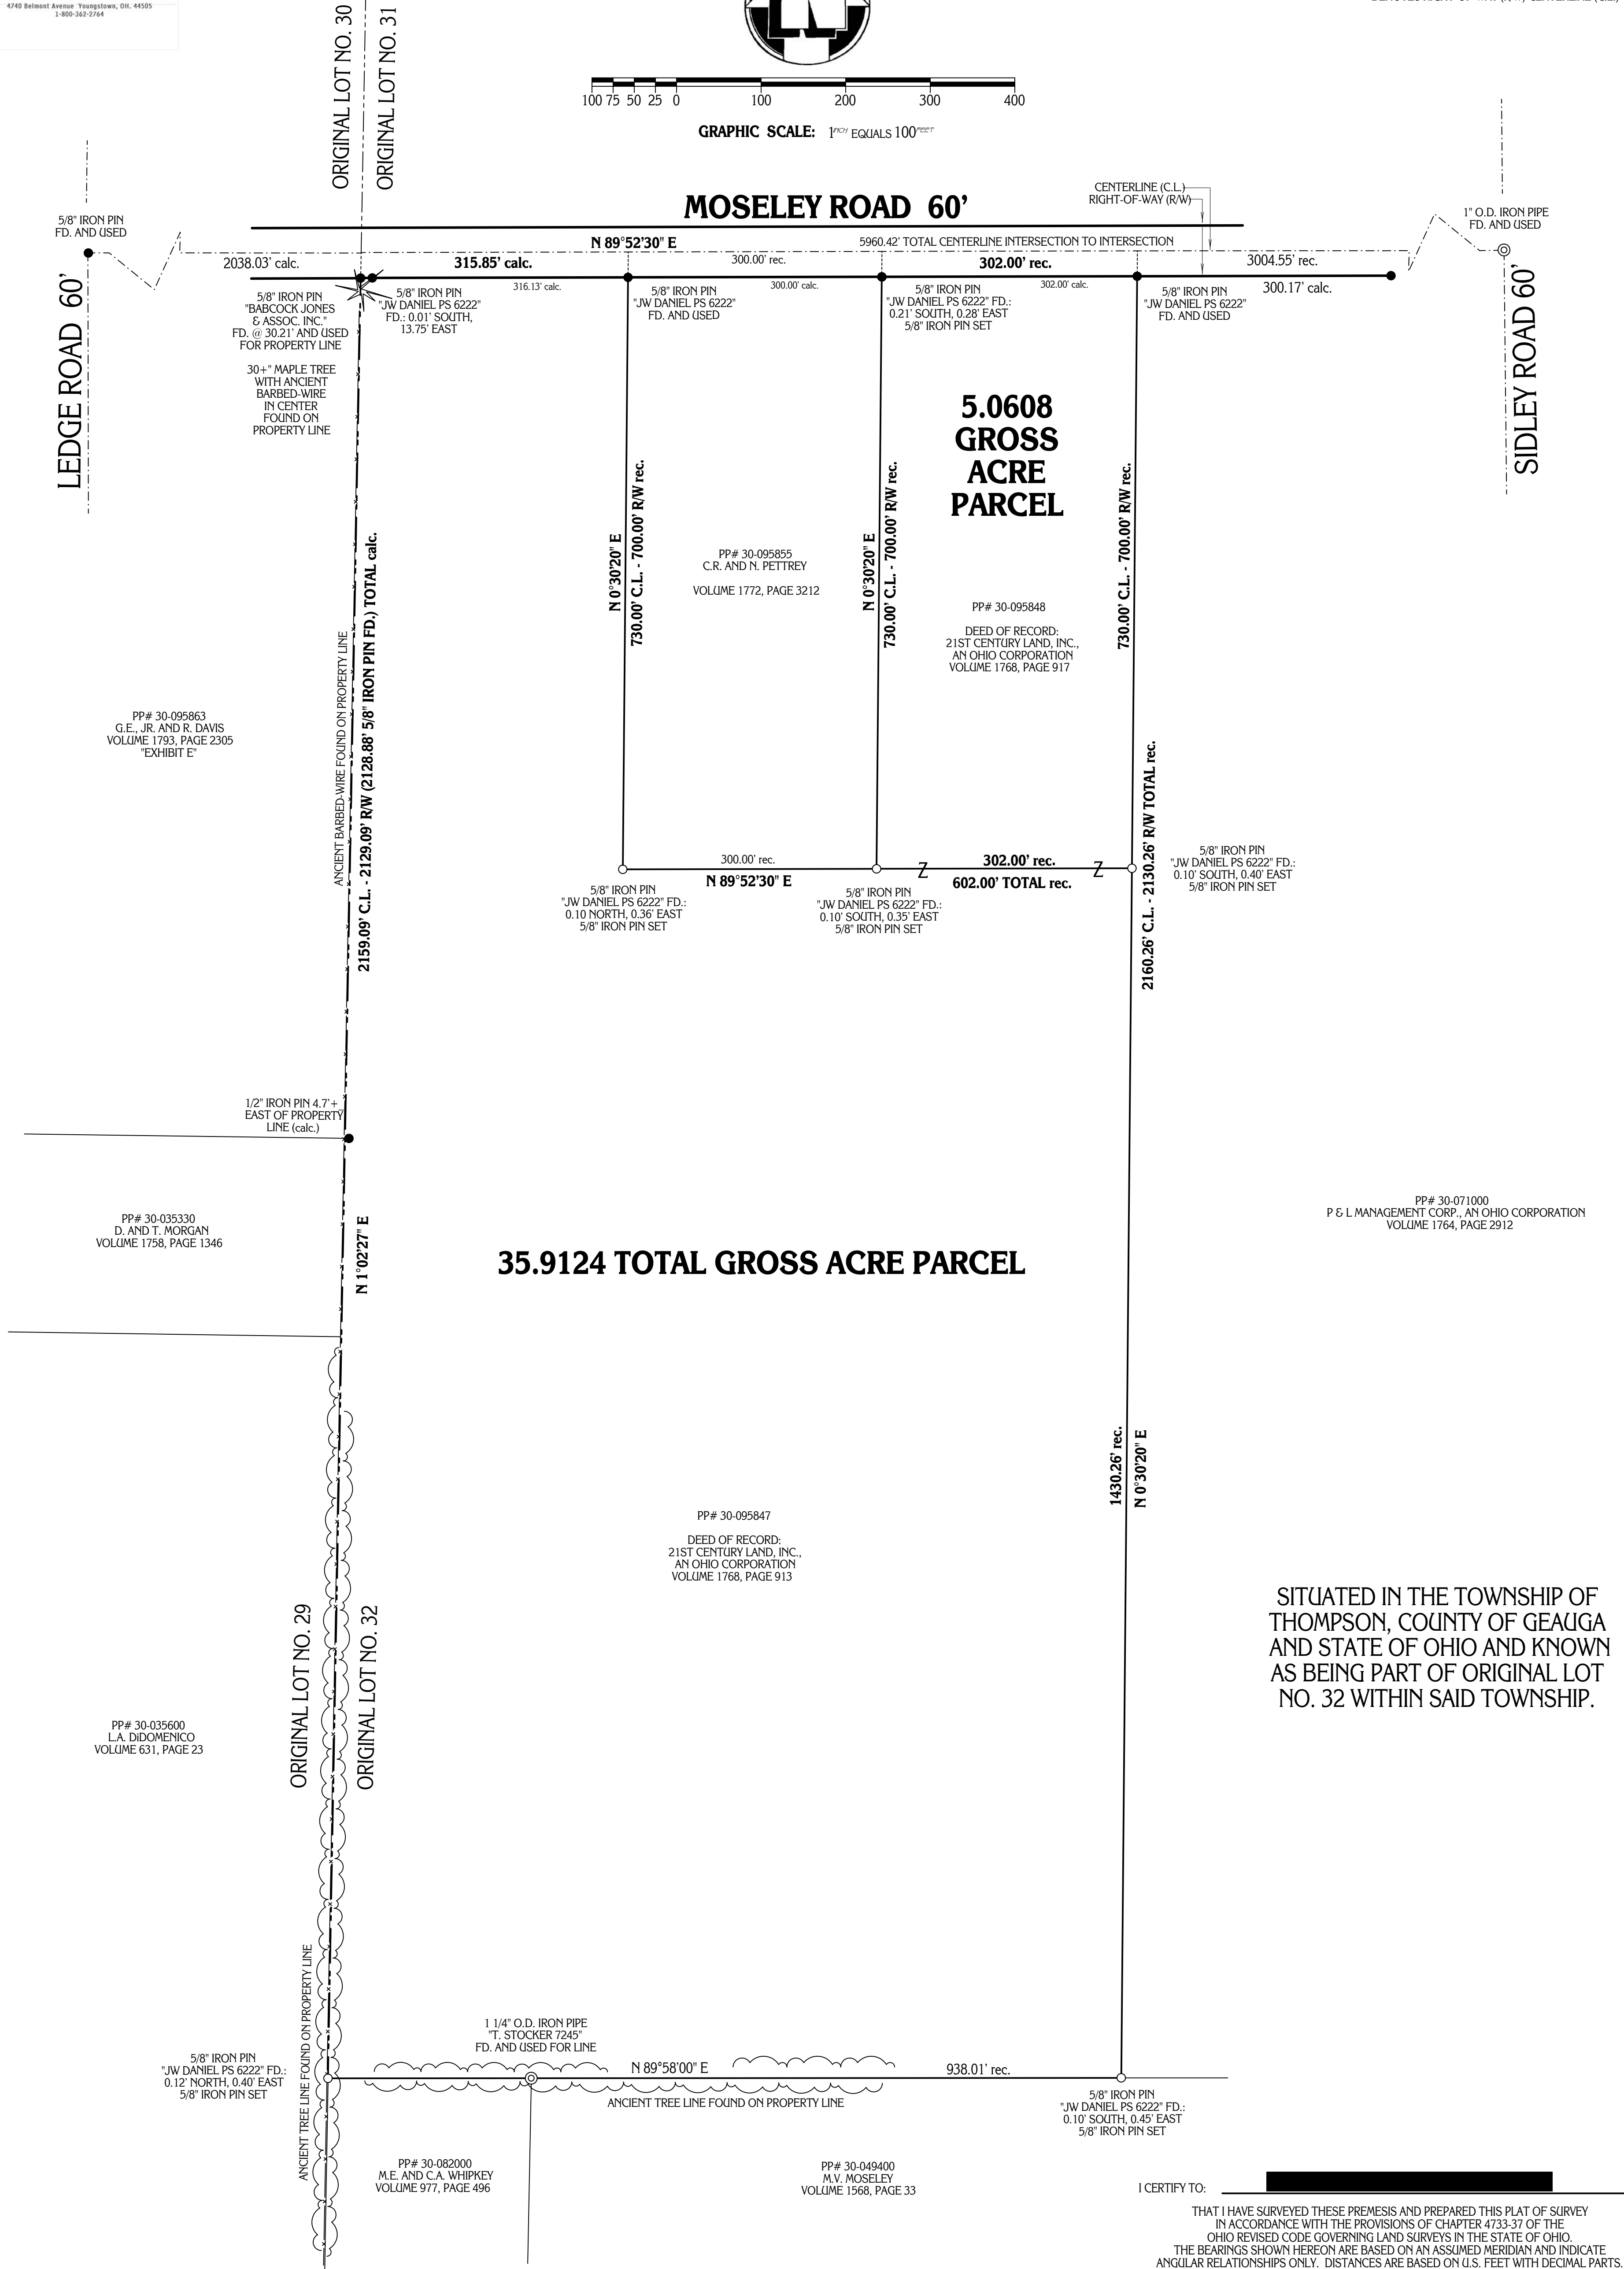 4740 Belmont Avenue Youngstown, OH. 44505
1-800-362-2764
ORIGINAL LOT NO. 30
ORIGINAL LOT NO. 31
100 75 50 25 0 100 200 300 400
GRAPHIC SCALE: 1INCH EQUALS 100FEET
MOSELEY ROAD 60'
CENTERLINE (C.L.)
RIGHT-OF-WAY (R/W)
5/8" IRON PIN
FD. AND USED
1" O.D. IRON PIPE
FD. AND USED
N 89°52'30" E
5960.42' TOTAL CENTERLINE INTERSECTION TO INTERSECTION
2038.03' calc.
315.85' calc.
300.00' rec.
302.00' rec.
3004.55' rec.
316.13' calc.
300.00' calc.
302.00' calc.
300.17' calc.
LEDGE ROAD 60'
SIDLEY ROAD 60'
5/8" IRON PIN
"BABCOCK JONES
& ASSOC. INC."
FD. @ 30.21' AND USED
FOR PROPERTY LINE
30+" MAPLE TREE
WITH ANCIENT
BARBED-WIRE
IN CENTER
FOUND ON
PROPERTY LINE
5/8" IRON PIN
"JW DANIEL PS 6222"
FD.: 0.01' SOUTH,
13.75' EAST
5/8" IRON PIN
"JW DANIEL PS 6222"
FD. AND USED
5/8" IRON PIN
"JW DANIEL PS 6222" FD.:
0.21' SOUTH, 0.28' EAST
5/8" IRON PIN SET
5/8" IRON PIN
"JW DANIEL PS 6222"
FD. AND USED
5.0608
GROSS
ACRE
PARCEL
N 0°30'20" E
730.00' C.L. - 700.00' R/W rec.
PP# 30-095855
C.R. AND N. PETTREY
VOLUME 1772, PAGE 3212
N 0°30'20" E
730.00' C.L. - 700.00' R/W rec.
PP# 30-095848
DEED OF RECORD:
21ST CENTURY LAND, INC.,
AN OHIO CORPORATION
VOLUME 1768, PAGE 917
730.00' C.L. - 700.00' R/W rec.
ANCIENT BARBED-WIRE FOUND ON PROPERTY LINE
2159.09' C.L. - 2129.09' R/W (2128.88' 5/8" IRON PIN FD.) TOTAL calc.
PP# 30-095863
G.E., JR. AND R. DAVIS
VOLUME 1793, PAGE 2305
"EXHIBIT E"
300.00' rec.
N 89°52'30" E
Z
302.00' rec.
Z
602.00' TOTAL rec.
5/8" IRON PIN
"JW DANIEL PS 6222" FD.:
0.10 NORTH, 0.36' EAST
5/8" IRON PIN SET
5/8" IRON PIN
"JW DANIEL PS 6222" FD.:
0.10' SOUTH, 0.35' EAST
5/8" IRON PIN SET
5/8" IRON PIN
"JW DANIEL PS 6222" FD.:
0.10' SOUTH, 0.40' EAST
5/8" IRON PIN SET
2160.26' C.L. - 2130.26' R/W TOTAL rec.
1/2" IRON PIN 4.7'+
EAST OF PROPERTY
LINE (calc.)
PP# 30-035330
D. AND T. MORGAN
VOLUME 1758, PAGE 1346
N 1°02'27" E
35.9124 TOTAL GROSS ACRE PARCEL
PP# 30-071000
P & L MANAGEMENT CORP., AN OHIO CORPORATION
VOLUME 1764, PAGE 2912
1430.26' rec.
N 0°30'20" E
PP# 30-095847
DEED OF RECORD:
21ST CENTURY LAND, INC.,
AN OHIO CORPORATION
VOLUME 1768, PAGE 913
ORIGINAL LOT NO. 29
ORIGINAL LOT NO. 32
SITUATED IN THE TOWNSHIP OF
THOMPSON, COUNTY OF GEAUGA
AND STATE OF OHIO AND KNOWN
AS BEING PART OF ORIGINAL LOT
NO. 32 WITHIN SAID TOWNSHIP.
PP# 30-035600
L.A. DiDOMENICO
VOLUME 631, PAGE 23
ANCIENT TREE LINE FOUND ON PROPERTY LINE
1 1/4" O.D. IRON PIPE
"T. STOCKER 7245"
FD. AND USED FOR LINE
5/8" IRON PIN
"JW DANIEL PS 6222" FD.:
0.12' NORTH, 0.40' EAST
5/8" IRON PIN SET
N 89°58'00" E
938.01' rec.
ANCIENT TREE LINE FOUND ON PROPERTY LINE
5/8" IRON PIN
"JW DANIEL PS 6222" FD.:
0.10' SOUTH, 0.45' EAST
5/8" IRON PIN SET
PP# 30-082000
M.E. AND C.A. WHIPKEY
VOLUME 977, PAGE 496
PP# 30-049400
M.V. MOSELEY
VOLUME 1568, PAGE 33
I CERTIFY TO:
THAT I HAVE SURVEYED THESE PREMESIS AND PREPARED THIS PLAT OF SURVEY
IN ACCORDANCE WITH THE PROVISIONS OF CHAPTER 4733-37 OF THE
OHIO REVISED CODE GOVERNING LAND SURVEYS IN THE STATE OF OHIO.
THE BEARINGS SHOWN HEREON ARE BASED ON AN ASSUMED MERIDIAN AND INDICATE
ANGULAR RELATIONSHIPS ONLY. DISTANCES ARE BASED ON U.S. FEET WITH DECIMAL PARTS.